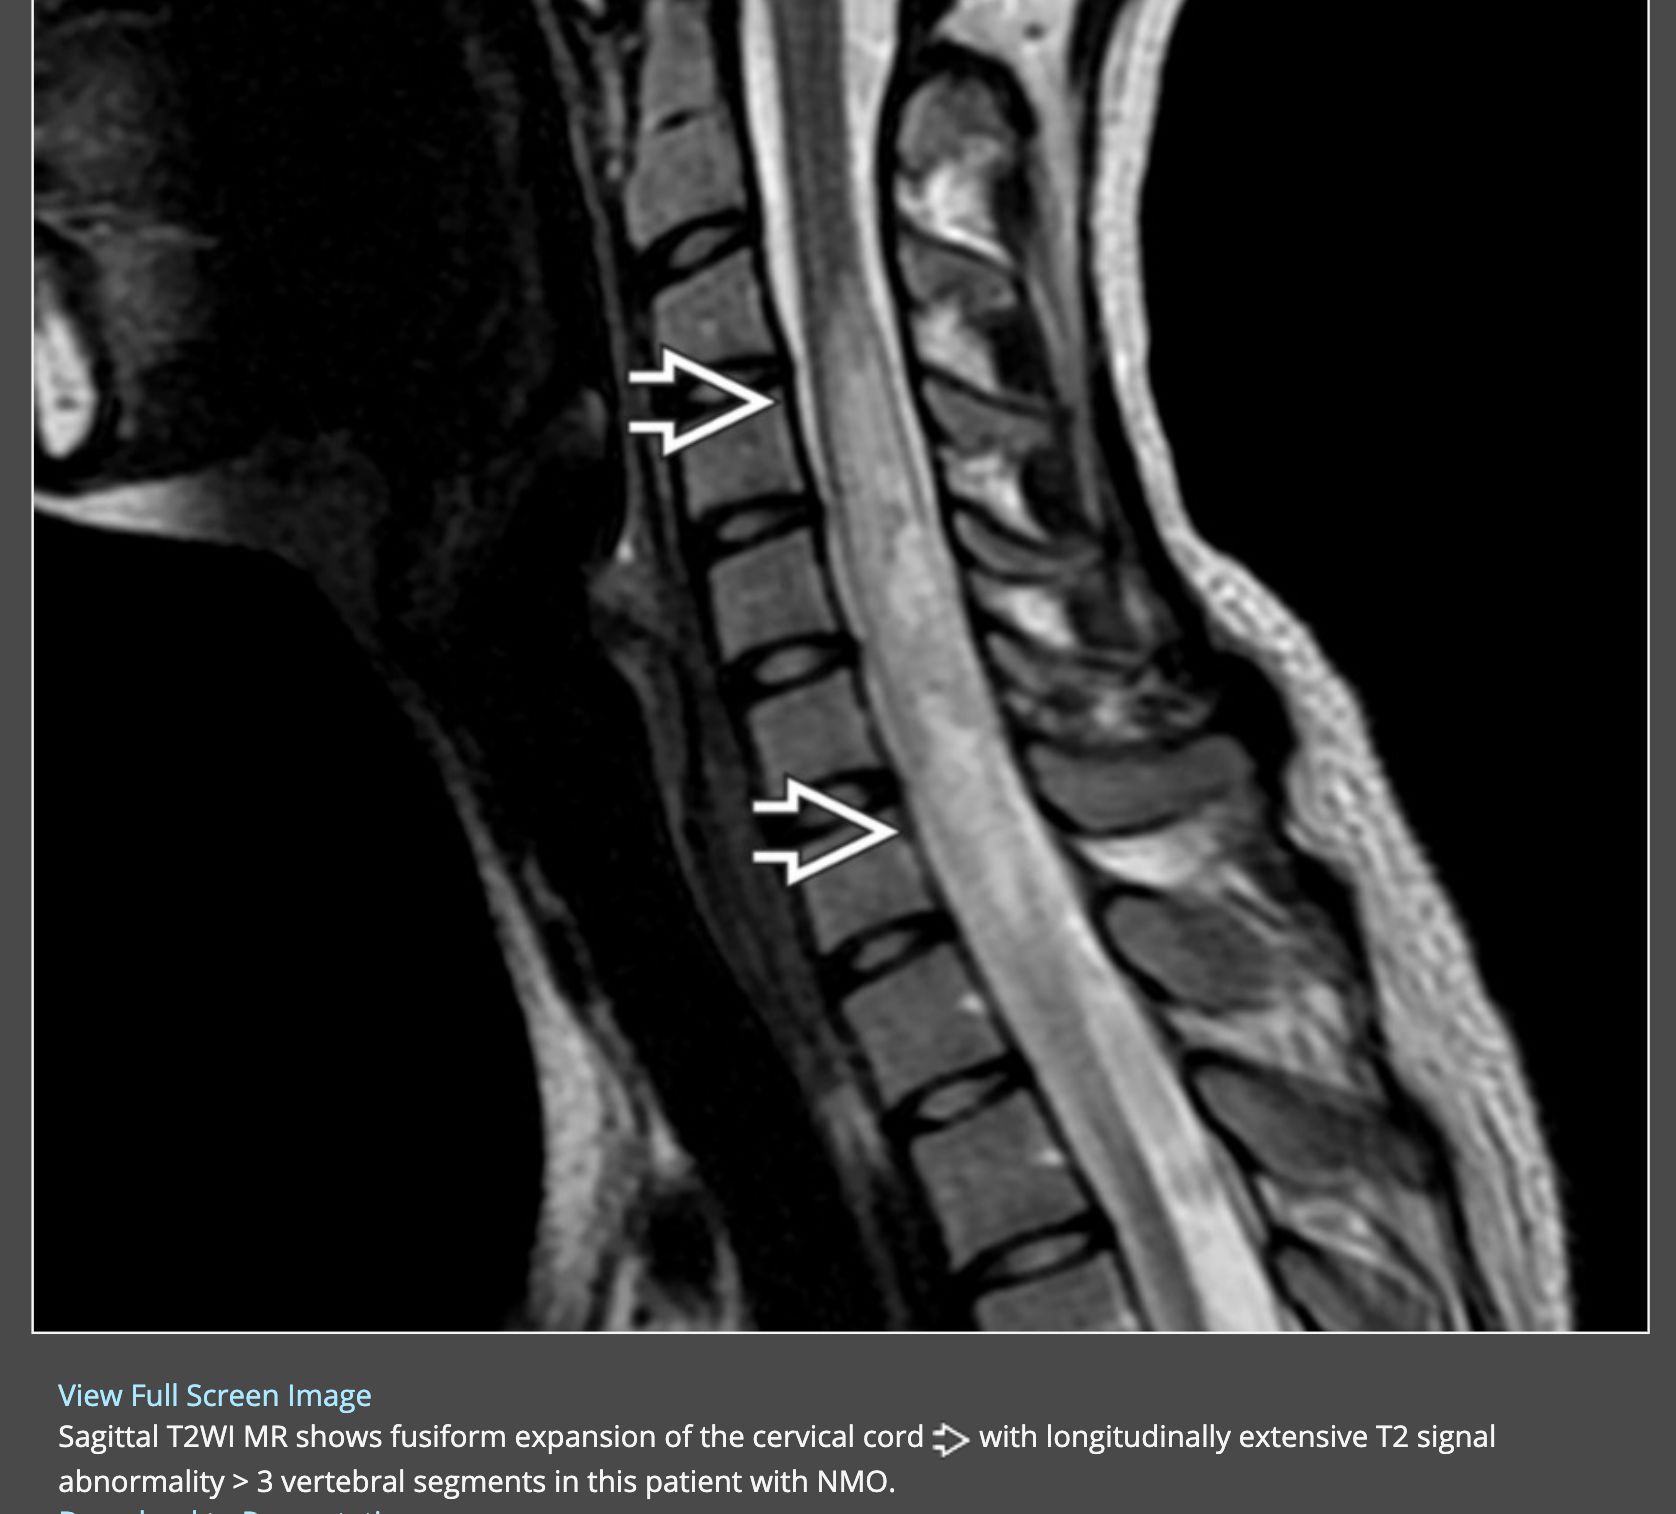 View Full Screen Image
Sagittal T2WI MR shows fusiform expansion of the cervical cord with longitudinally extensive T2 signal
abnormality > 3 vertebral segments in this patient with NMO.